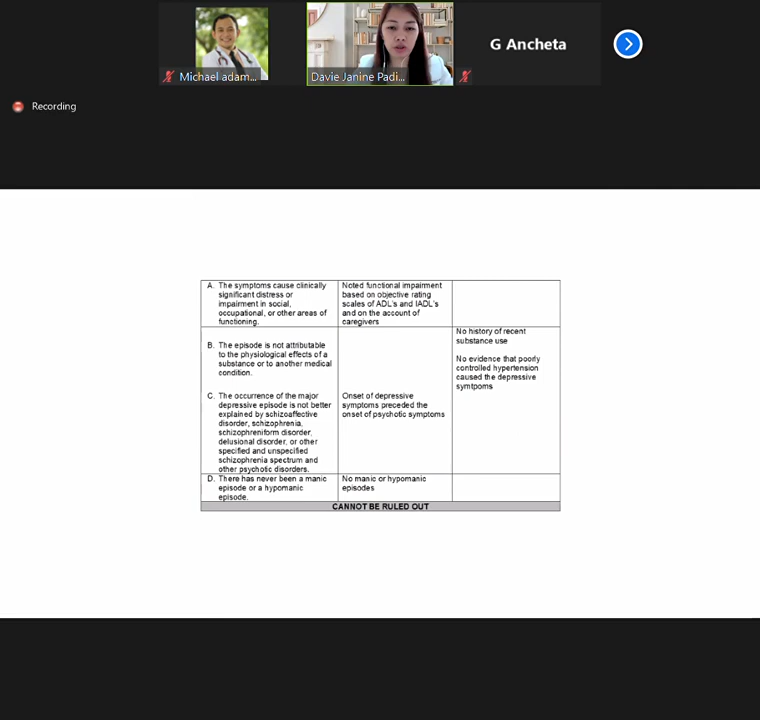 G Ancheta
Michael adam...
Davie Janine Padi...
Recording
A. The symptoms cause clinically
significant distress or
impairment in social,
occupational, or other areas of
functioning.
Noted functional impairment
based on objective rating
scales of ADL's and IADL's
and on the account of
caregivers
B. The episode is not attributable
to the physiological effects of a
substance or to another medical
condition.
No history of recent
substance use
No evidence that poorly
controlled hypertension
caused the depressive
symtpoms
C. The occurrence of the major
depressive episode is not better
explained by schizoaffective
disorder, schizophrenia,
schizophreniform disorder,
delusional disorder, or other
specified and unspecified
schizophrenia spectrum and
other psychotic disorders.
Onset of depressive
symptoms preceded the
onset of psychotic symptoms
D. There has never been a manic
episode or a hypomanic
episode.
No manic or hypomanic
episodes
CANNOT BE RULED OUT